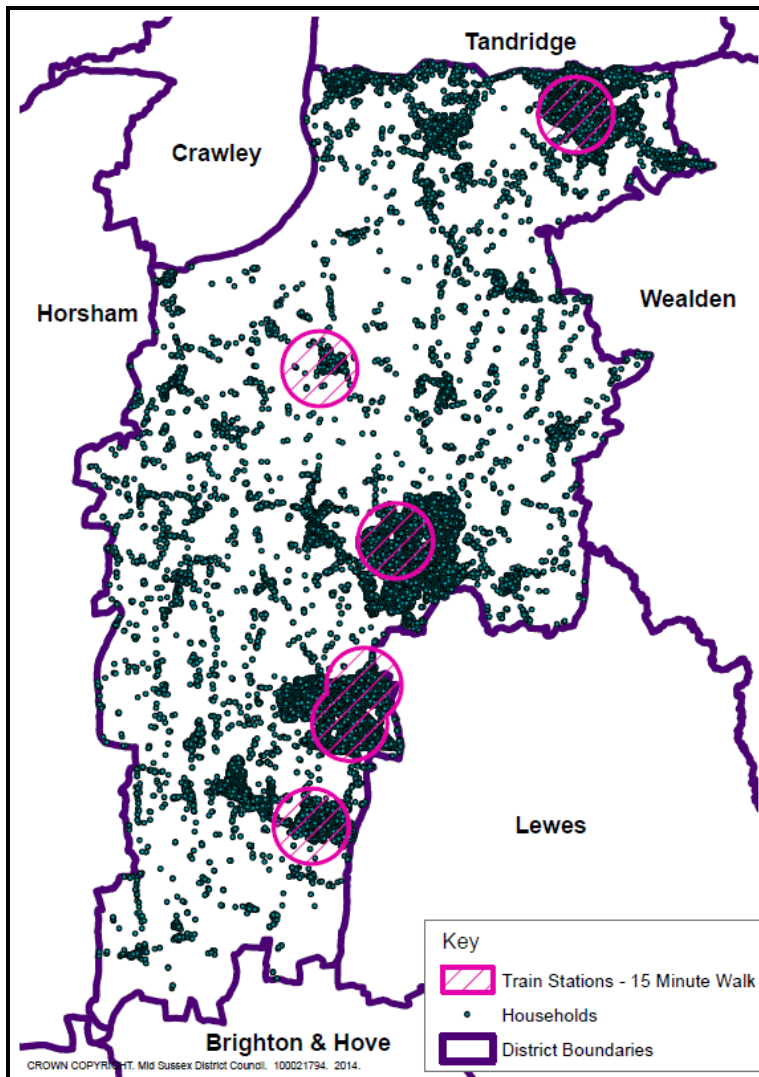 Tandridge
Crawley
Horsham
Wealden
Lewes
Key
Train Stations - 15 Minute Walk
Households
District Boundaries
Brighton & Hove
CROWN COPYRIGHT. Mid Sussex District Council. 100021794. 2014.